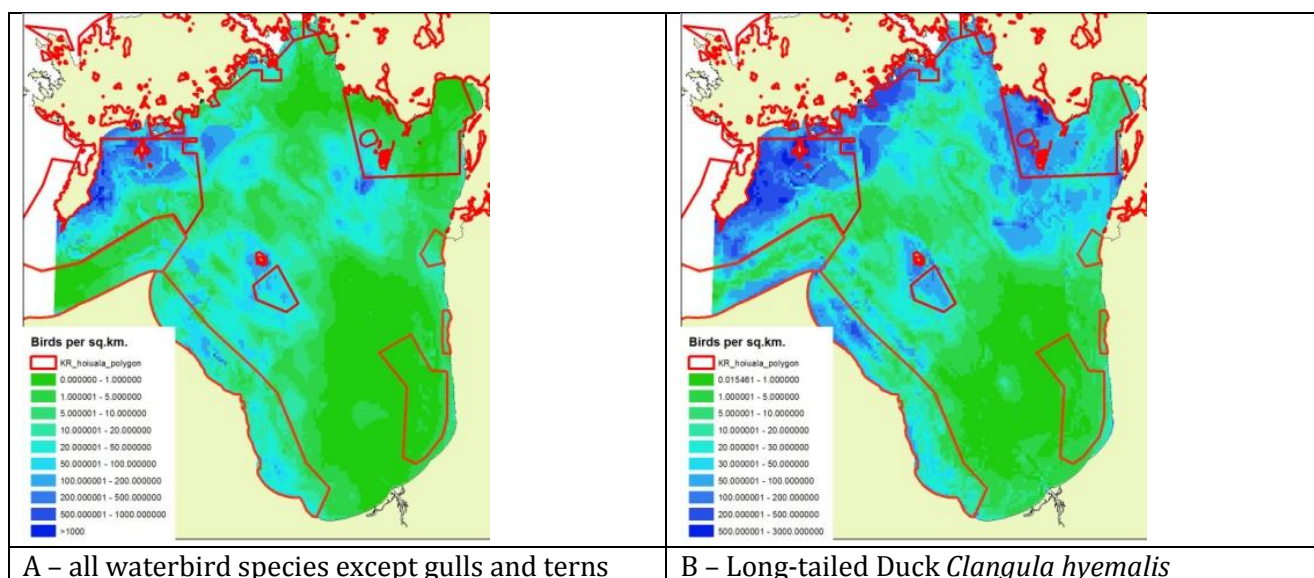 Birds per sq.km.
KR_hoiuala_polygon
0.000000 - 1.000000
1.000001 - 5.000000
5.000001 - 10.000000
10.000001 - 20.000000
20.000001 - 50.000000
50.000001 - 100.000000
100.000001 - 200.000000
200.000001 - 500.000000
500.000001 - 1000.000000
>1000
A – all waterbird species except gulls and terns
Birds per sq.km.
KR_hoiuala_polygon
0.015461 - 1.000000
1.000001 - 5.000000
5.000001 - 10.000000
10.000001 - 20.000000
20.000001 - 30.000000
30.000001 - 50.000000
50.000001 - 100.000000
100.000001 - 200.000000
200.000001 - 500.000000
500.000001 - 3000.000000
B – Long-tailed Duck Clangula hyemalis